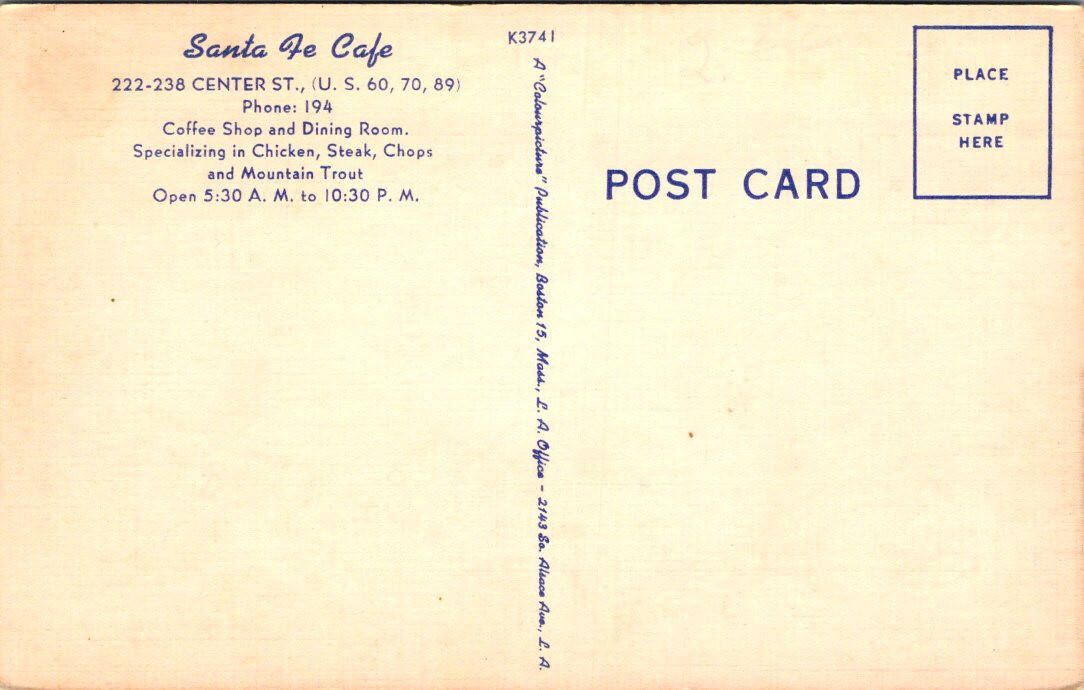 Santa Fe Cafe
222-238 CENTER ST., (U. S. 60, 70, 89)
Phone: 194
Coffee Shop and Dining Room.
Specializing in Chicken, Steak, Chops
and Mountain Trout
Open 5:30 A. M. to 10:30 P. M.
K3741
A "Colourpicture" Publication, Boston 15, Mass., L. A. Office - 2143 So. Alsace Ave., L. A.
POST CARD
PLACE
STAMP
HERE